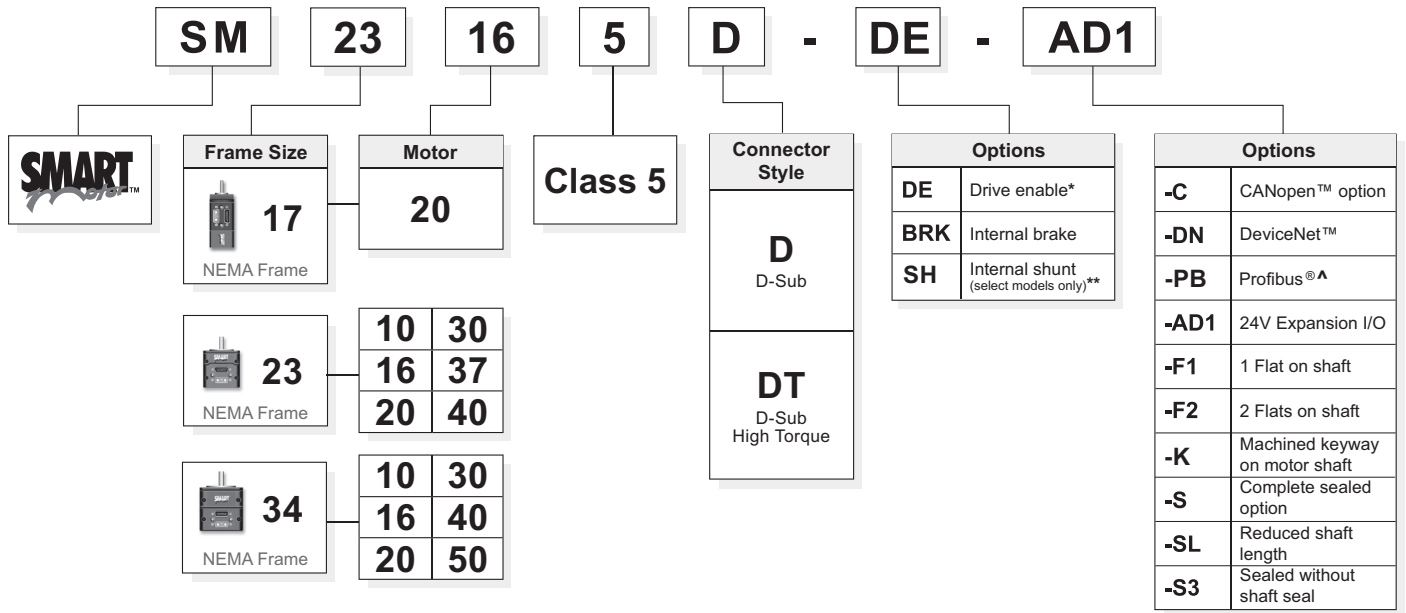 SM 23 16 5 D - DE - AD1
SMART
motor™
Frame Size
17
NEMA Frame
Motor
20
23
NEMA Frame
10 30
16 37
20 40
34
NEMA Frame
10 30
16 40
20 50
Class 5
Connector
Style
D
D-Sub
DT
D-Sub
High Torque
Options
DE Drive enable*
BRK Internal brake
SH Internal shunt
(select models only)**
Options
-C CANopen™ option
-DN DeviceNet™
-PB Profibus®^
-AD1 24V Expansion I/O
-F1 1 Flat on shaft
-F2 2 Flats on shaft
-K Machined keyway
on motor shaft
-S Complete sealed
option
-SL Reduced shaft
length
-S3 Sealed without
shaft seal